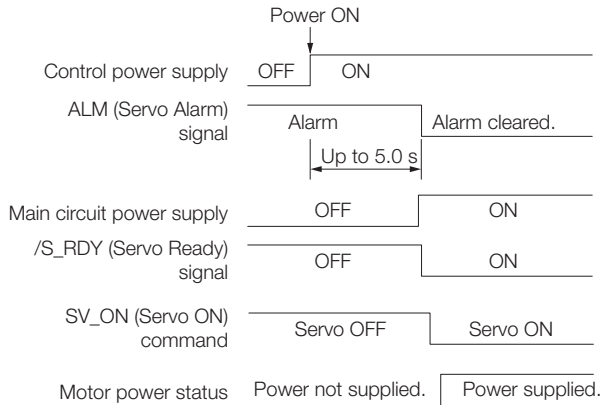 Power ON
Control power supply OFF ON
ALM (Servo Alarm)
signal Alarm Alarm cleared.
Up to 5.0 s
Main circuit power supply OFF ON
/S_RDY (Servo Ready)
signal OFF ON
SV_ON (Servo ON)
command Servo OFF Servo ON
Motor power status Power not supplied. Power supplied.